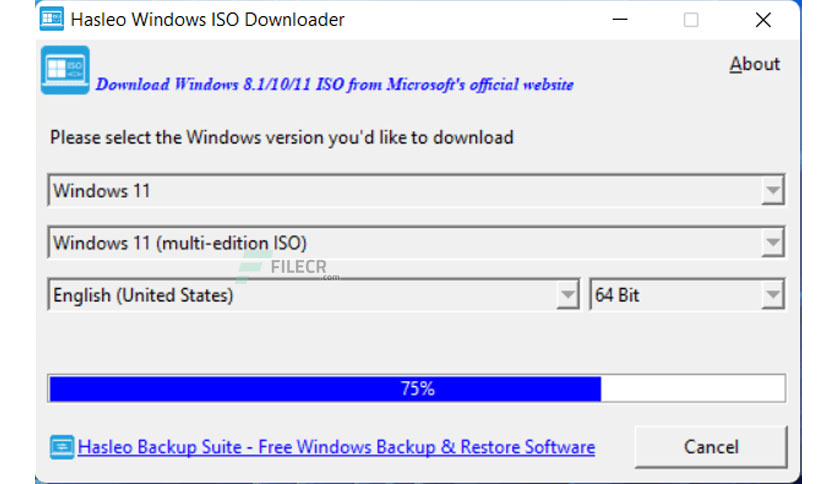 Hasleo Windows ISO Downloader
ISO
Download Windows 8.1/10/11 ISO from Microsoft's official website
About
Please select the Windows version you'd like to download
Windows 11
Windows 11 (multi-edition ISO)
FILECR
.com
English (United States)
64 Bit
75%
Hasleo Backup Suite - Free Windows Backup & Restore Software
Cancel